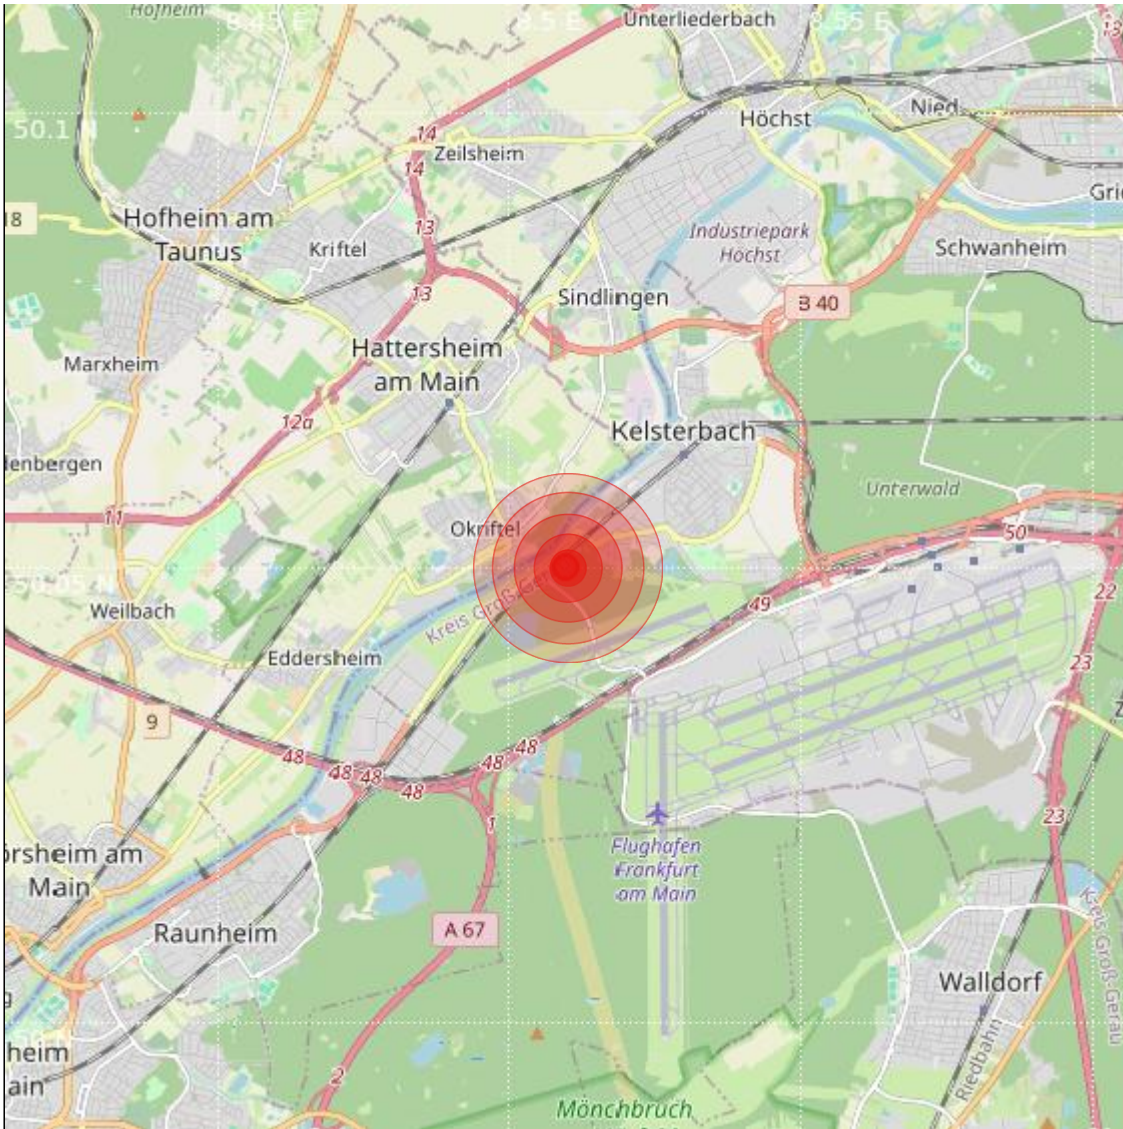 Hofheim
8.45 E
8.5 E
Unterliederbach
8.55 E
50.1 N
14
Zeilsheim
14
Höchst
Nied
18
Hofheim am
Taunus
13
Kriftel
Industriepark
Höchst
Schwanheim
13
Sindlingen
B 40
Marxheim
Hattersheim
am Main
12a
Kelsterbach
Unterwald
11
Okriftel
50
50.05 N
Weilbach
49
22
Eddersheim
23
9
48
48
48
48
48
48
1
23
Flughafen
Frankfurt
am Main
Main
A 67
Raunheim
Walldorf
Kreis Groß-Gerau
Riedbahn
2
Mönchbruch